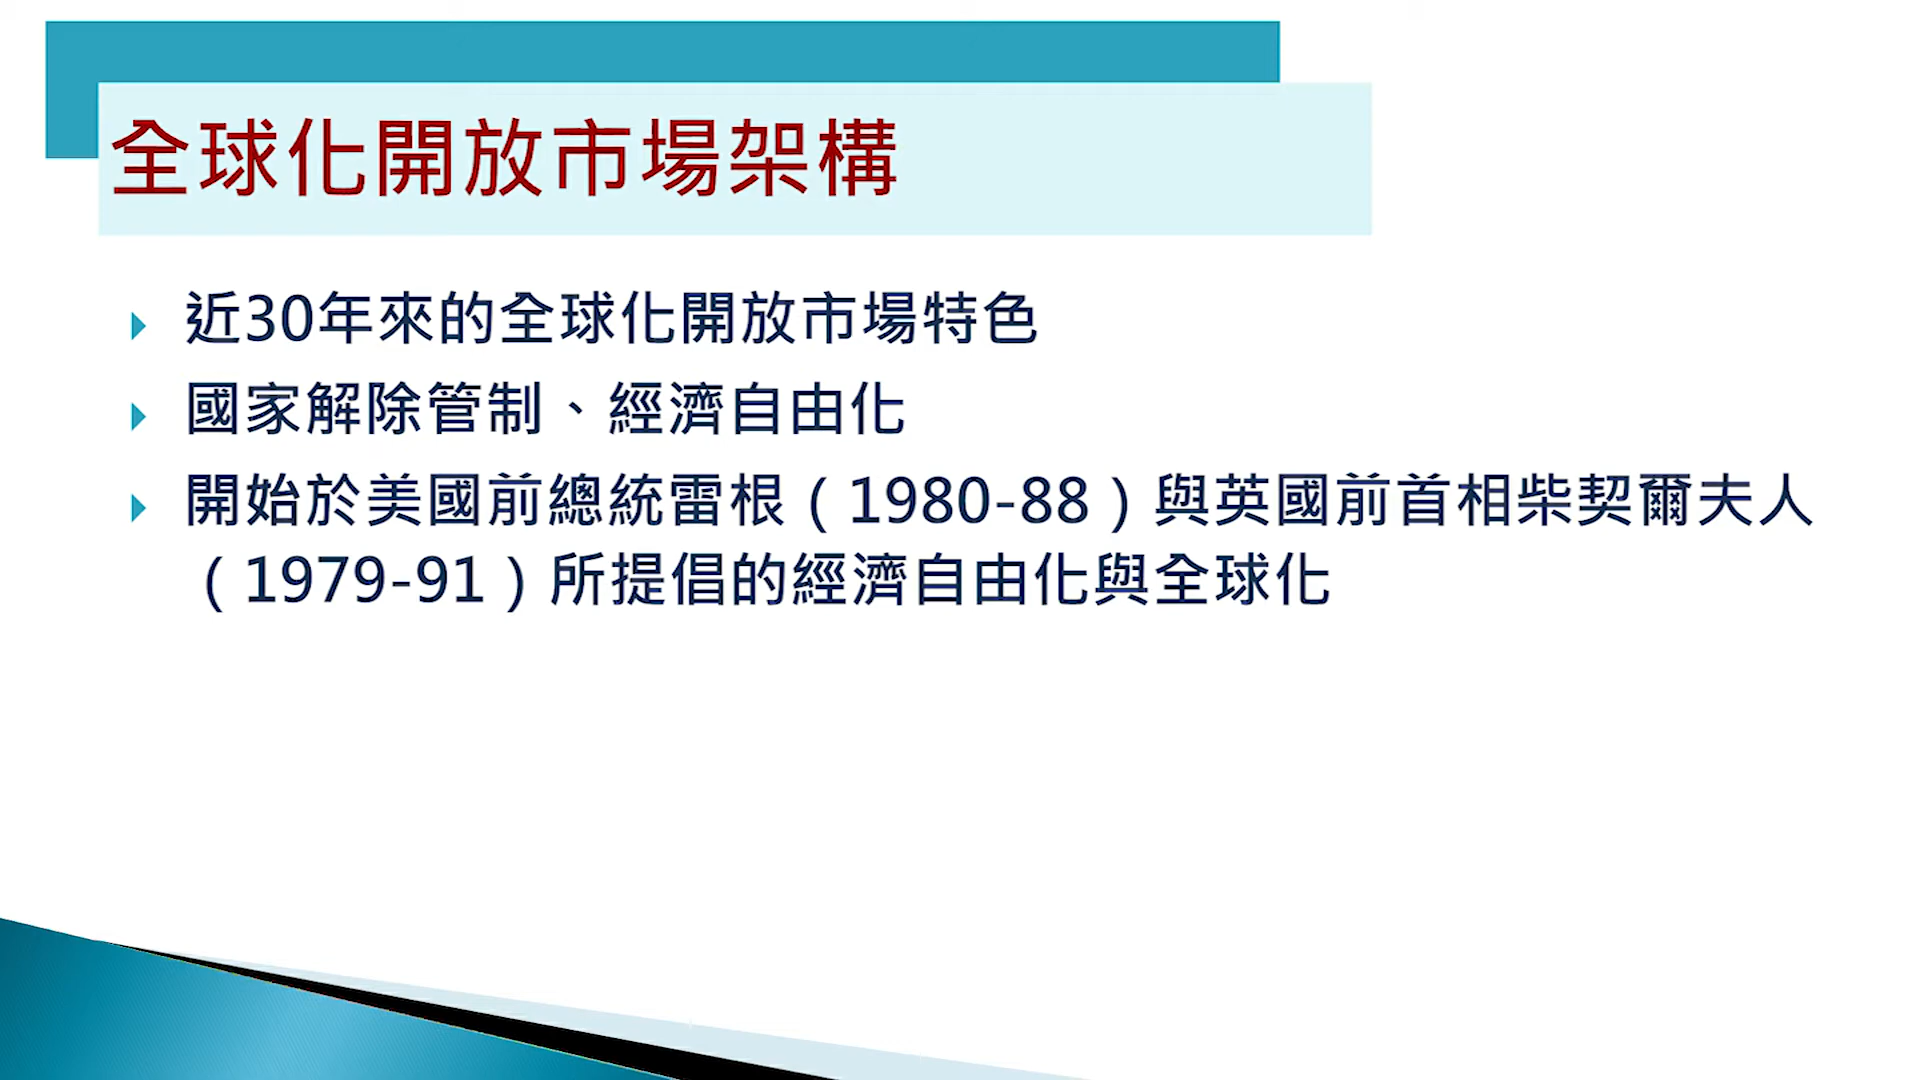 全球化開放市場架構
近30年來的全球化開放市場特色
國家解除管制、經濟自由化
開始於美國前總統雷根（1980-88）與英國前首相柴契爾夫人
（1979-91）所提倡的經濟自由化與全球化